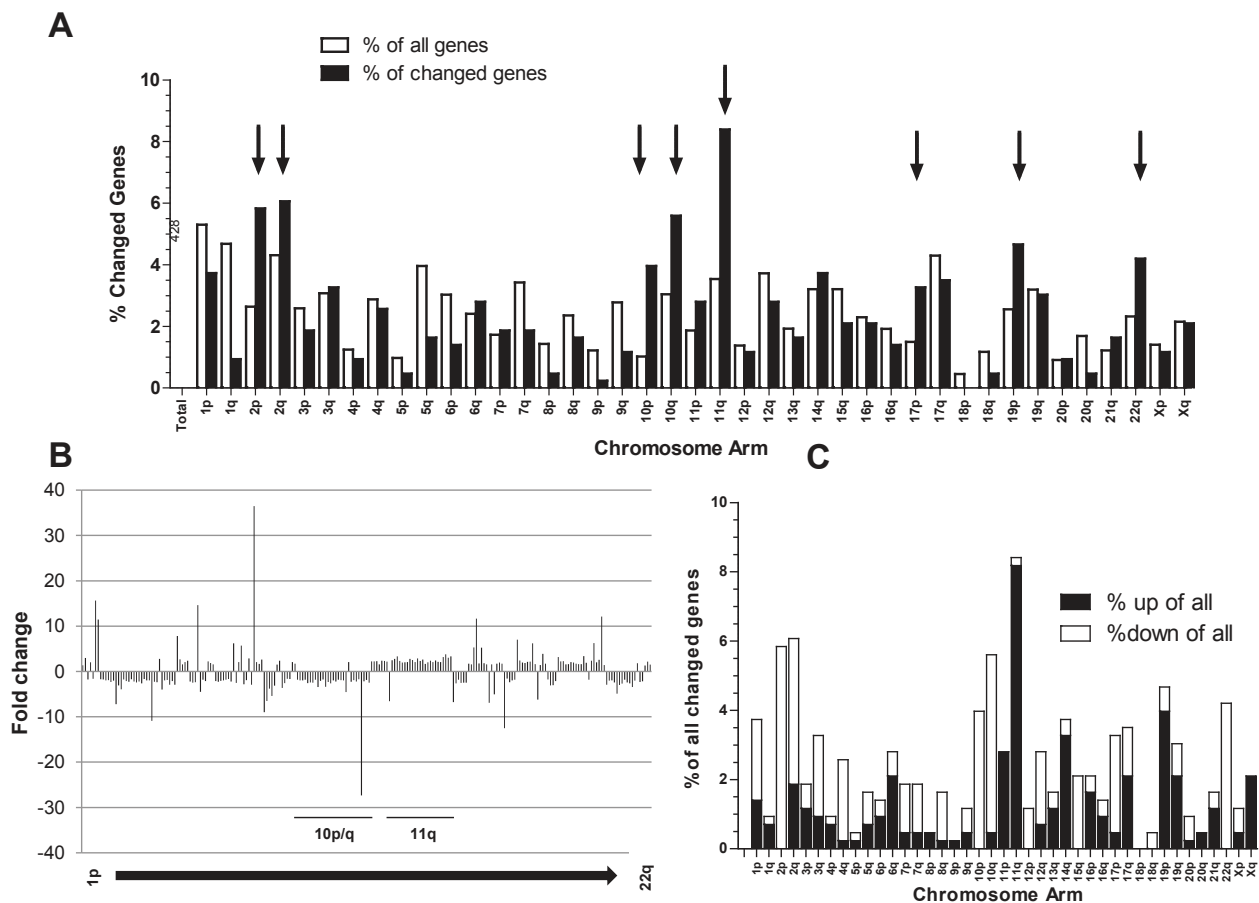 A
% of all genes
% of changed genes
10
8
6
4
2
0
% Changed Genes
428
Total 1p 1q 2p 2q 3p 3q 4p 4q 5p 5q 6p 6q 7p 7q 8p 8q 9p 9q 10p 10q 11p 11q 12p 12q 13q 14q 15q 16p 16q 17p 17q 18p 18q 19p 19q 20p 20q 21q 22q Xp Xq
Chromosome Arm
B
40
30
20
10
0
-10
-20
-30
-40
Fold change
10p/q
11q
1p
22q
C
10
8
6
4
2
0
% of all changed genes
% up of all
%down of all
1p 1q 2p 2q 3p 3q 4p 4q 5p 5q 6p 6q 7p 7q 8p 8q 9p 9q 10p 10q 11p 11q 12p 12q 13q 14q 15q 16p 16q 17p 17q 18p 18q 19p 19q 20p 20q 21q 22q Xp Xq
Chromosome Arm